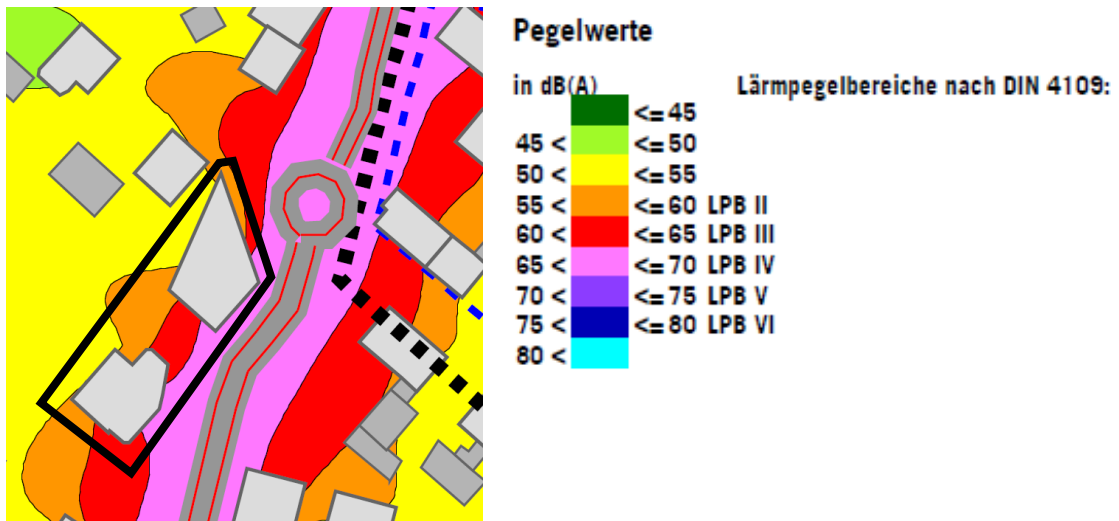 Pegelwerte
in dB(A) Lärmpegelbereiche nach DIN 4109:
<= 45
45 < <= 50
50 < <= 55
55 < <= 60 LPB II
60 < <= 65 LPB III
65 < <= 70 LPB IV
70 < <= 75 LPB V
75 < <= 80 LPB VI
80 <